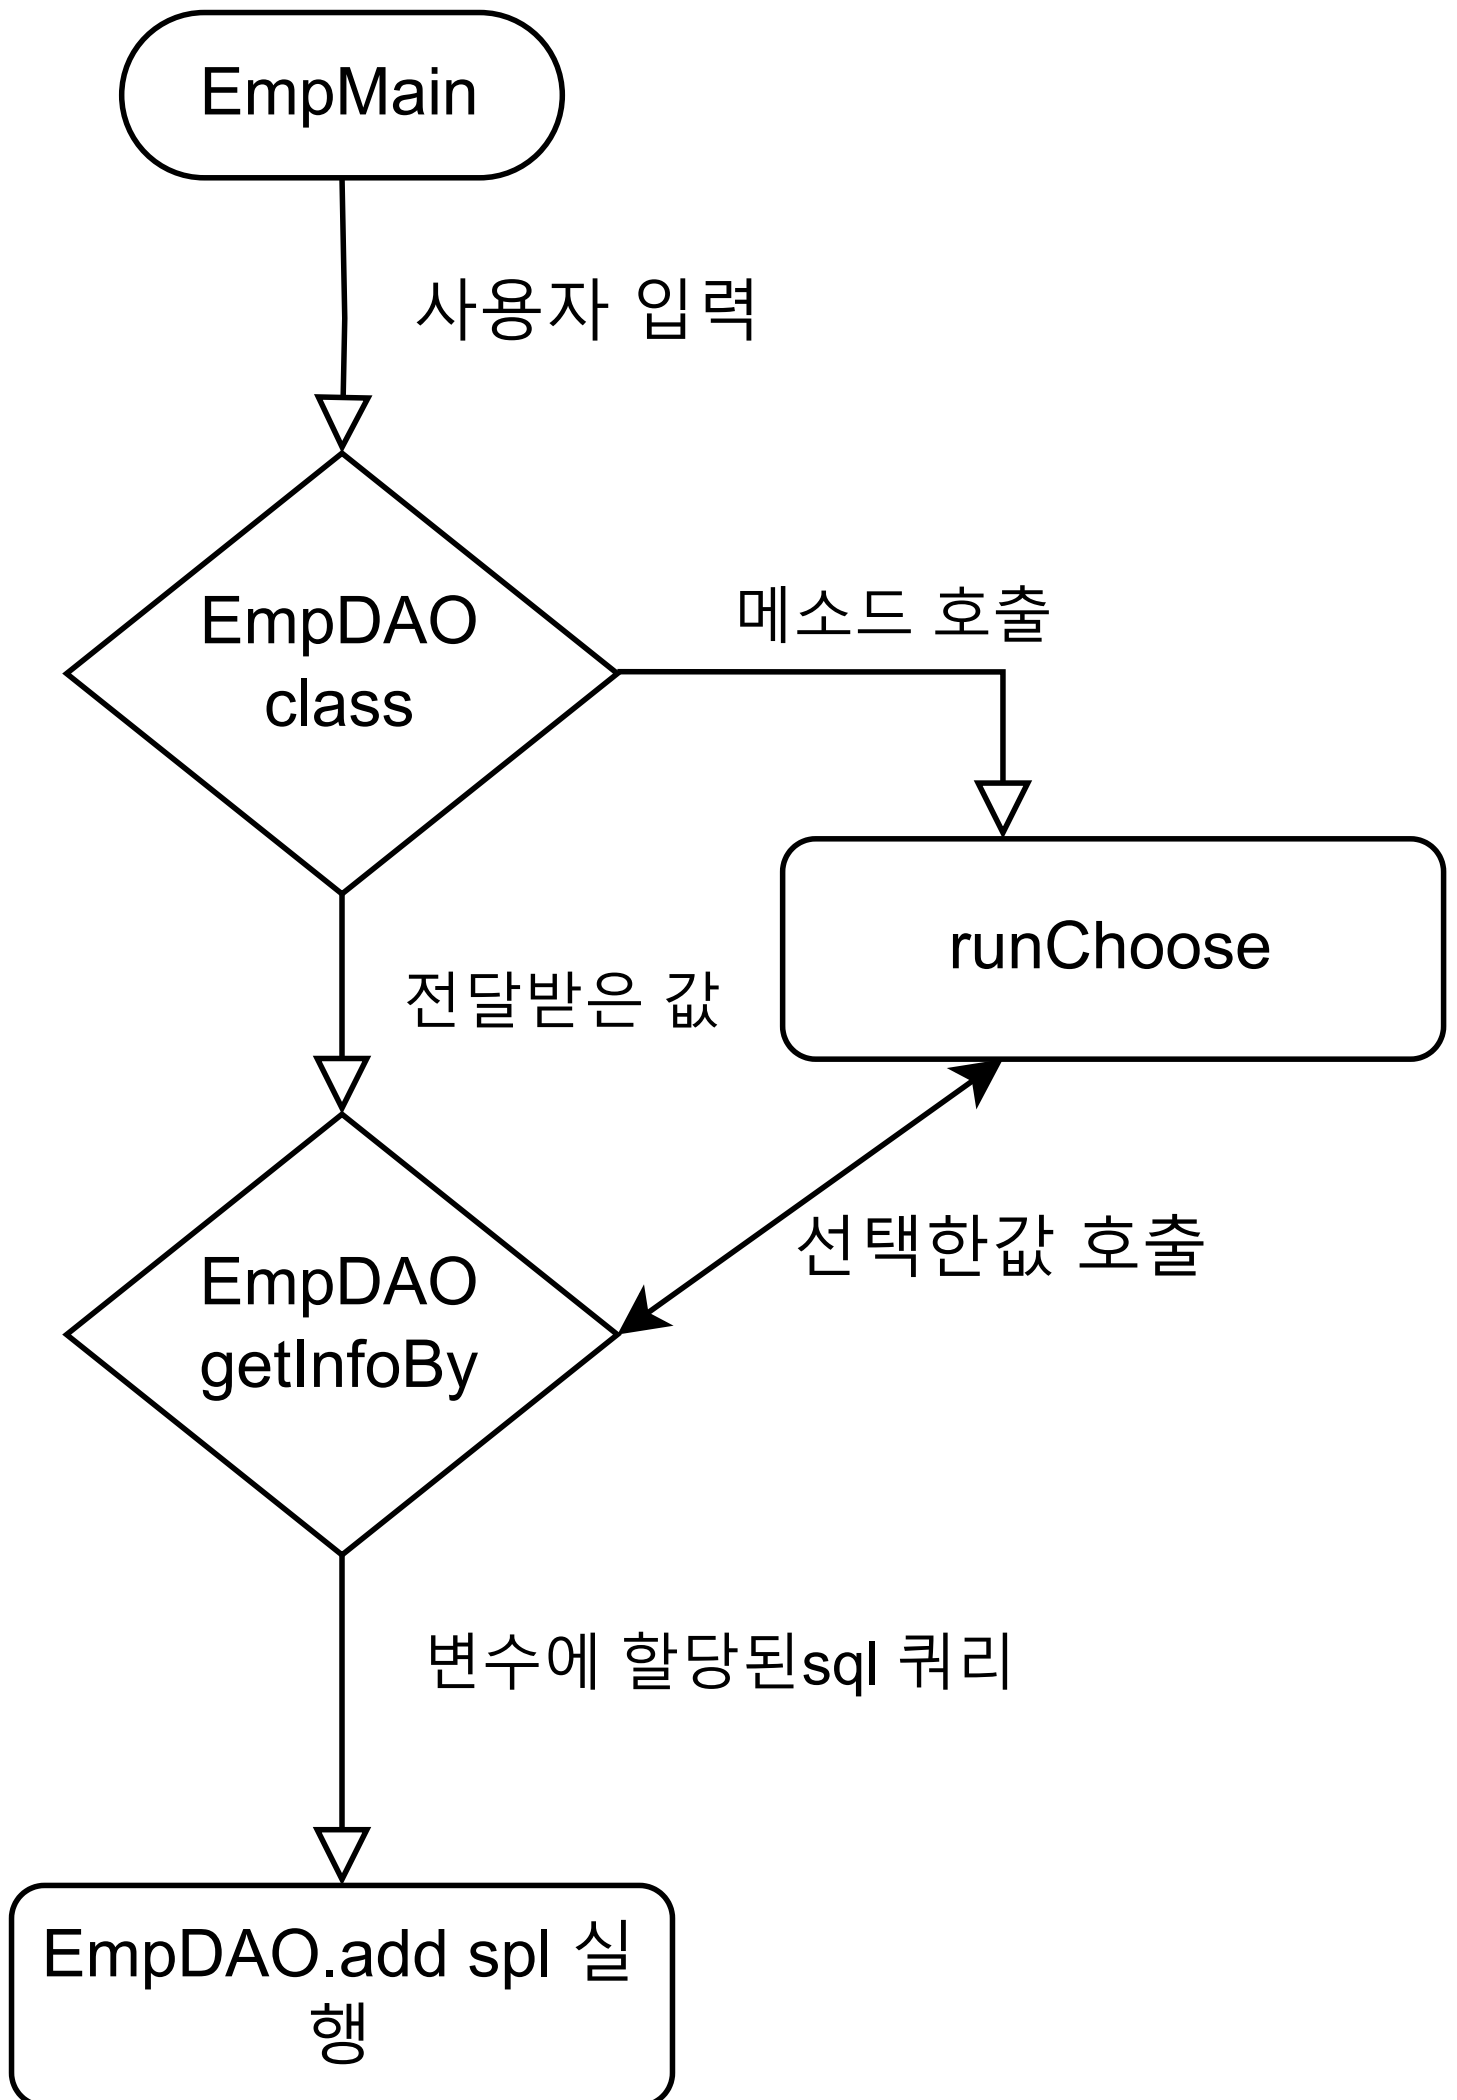 EmpMain
사용자 입력
EmpDAO
class
메소드 호출
runChoose
전달받은 값
EmpDAO
getInfoBy
선택한값 호출
변수에 할당된sql 쿼리
EmpDAO.add spl 실
행